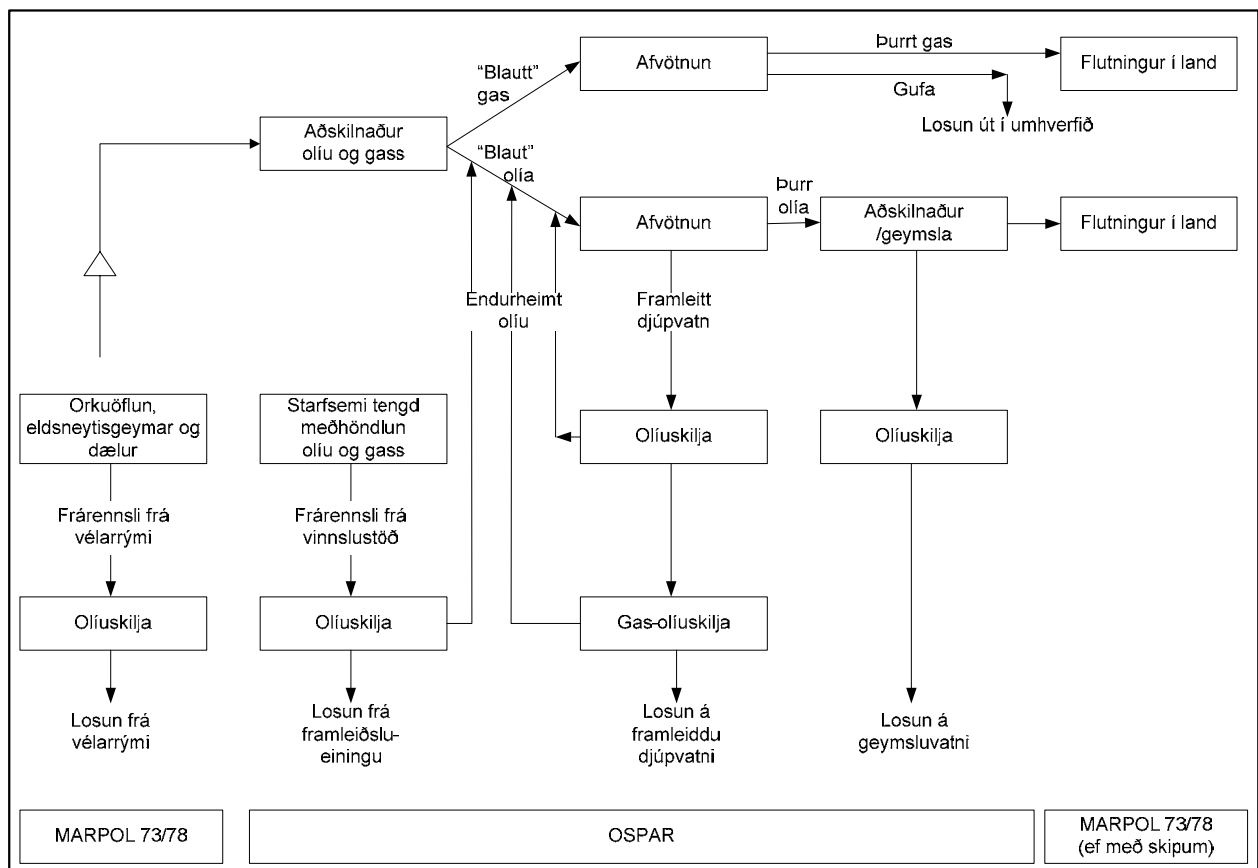 Þurrt gas
Afvötnun
Flutningur í land
“Blautt”
gas
Gufa
Losun út í umhverfið
Aðskilnaður
olíu og gass
“Blaut”
olía
Þurr
olía
Afvötnun
Aðskilnaður
/geymsla
Flutningur í land
Endurheimt
olíu
Framleitt
djúpvatn
Orkuöflun,
eldsneytisgeymar og
dælur
Starfsemi tengd
meðhöndlun
olíu og gass
Olíuskilja
Olíuskilja
Frárennsli frá
vélarrými
Frárennsli frá
vinnslustöð
Olíuskilja
Olíuskilja
Gas-olíuskilja
Losun frá
vélarrými
Losun frá
framleiðslu-
einingu
Losun á
framleiddu
djúpvatni
Losun á
geymsluvatni
MARPOL 73/78
OSPAR
MARPOL 73/78
(ef með skipum)